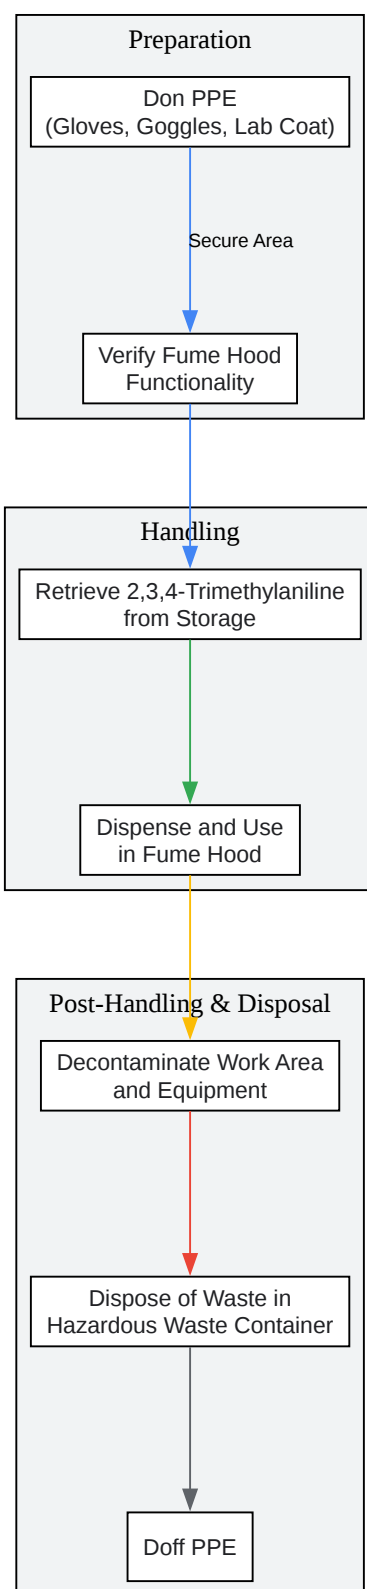 Preparation
Don PPE
(Gloves, Goggles, Lab Coat)
Secure Area
Verify Fume Hood
Functionality
Handling
Retrieve 2,3,4-Trimethylaniline
from Storage
Dispense and Use
in Fume Hood
Post-Handling & Disposal
Decontaminate Work Area
and Equipment
Dispose of Waste in
Hazardous Waste Container
Doff PPE